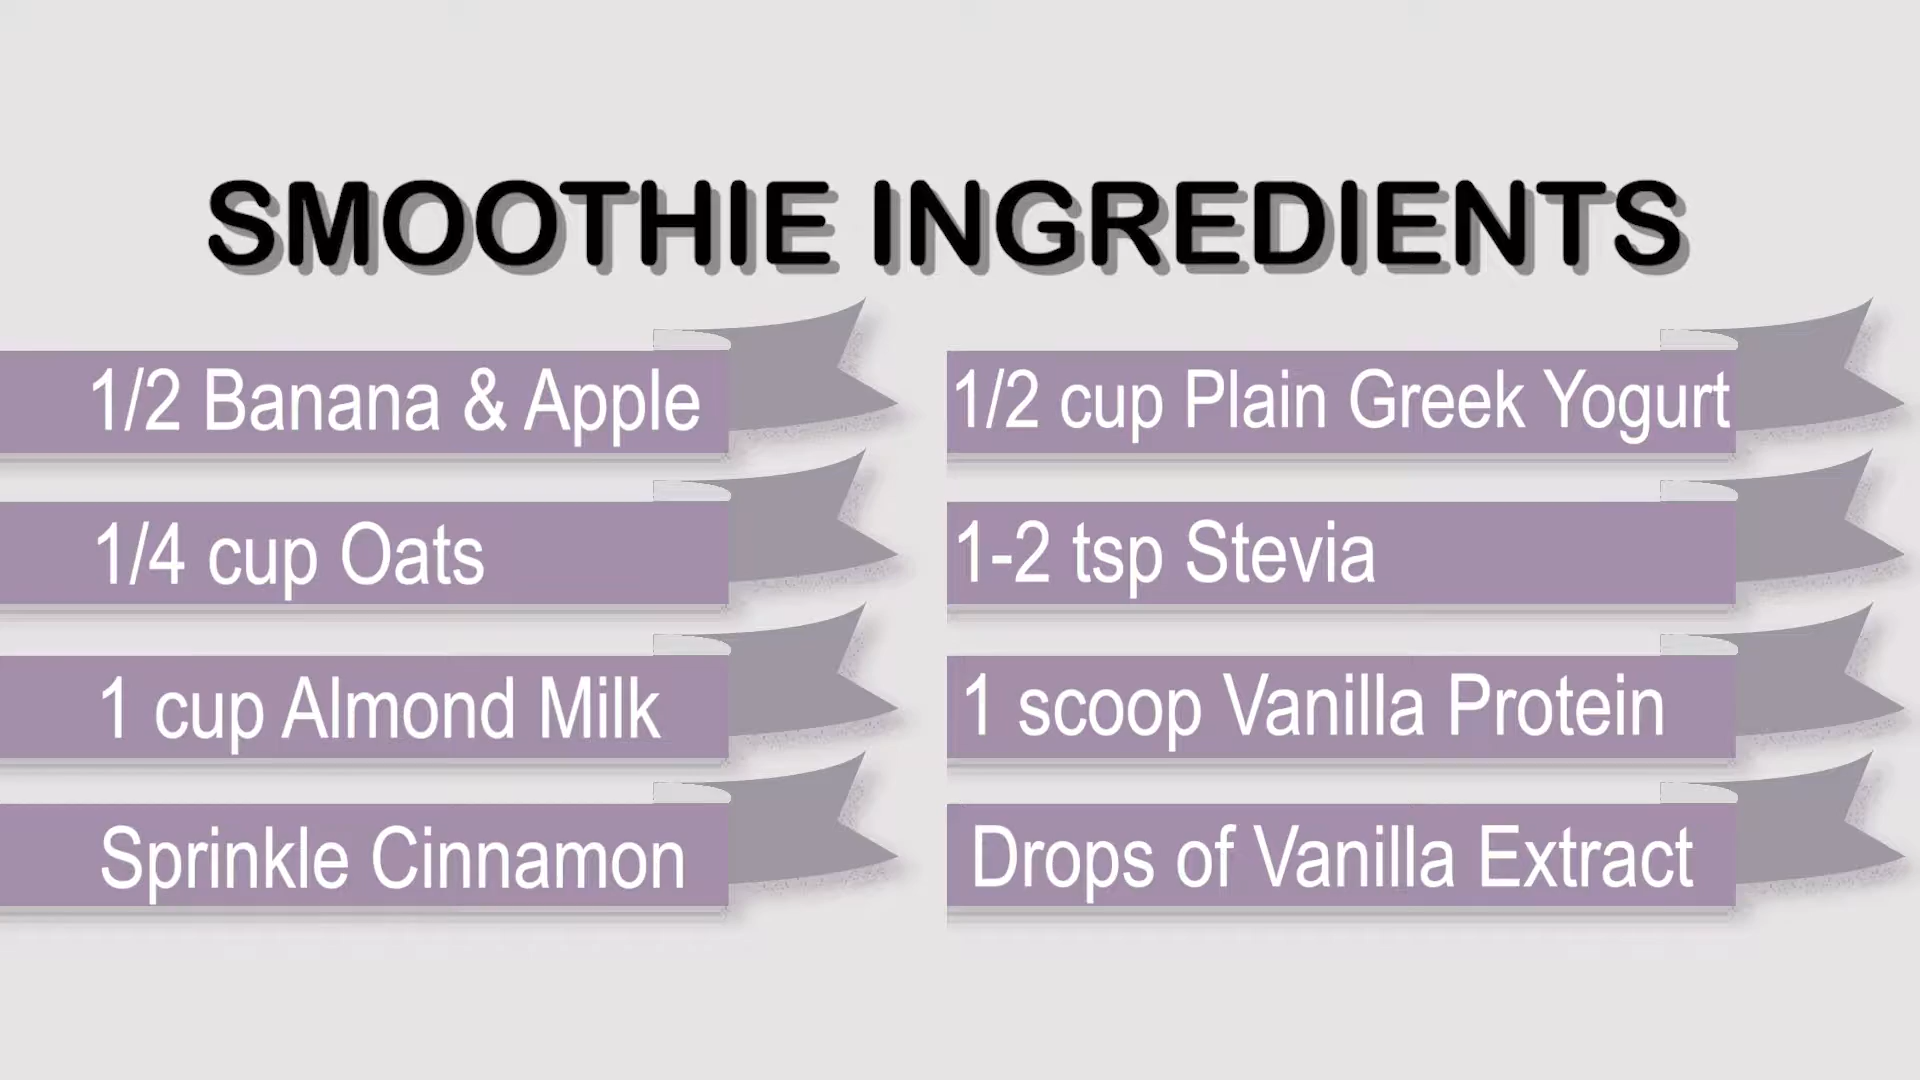 SMOOTHIE INGREDIENTS
1/2 Banana & Apple
1/4 cup Oats
1 cup Almond Milk
Sprinkle Cinnamon
1/2 cup Plain Greek Yogurt
1-2 tsp Stevia
1 scoop Vanilla Protein
Drops of Vanilla Extract